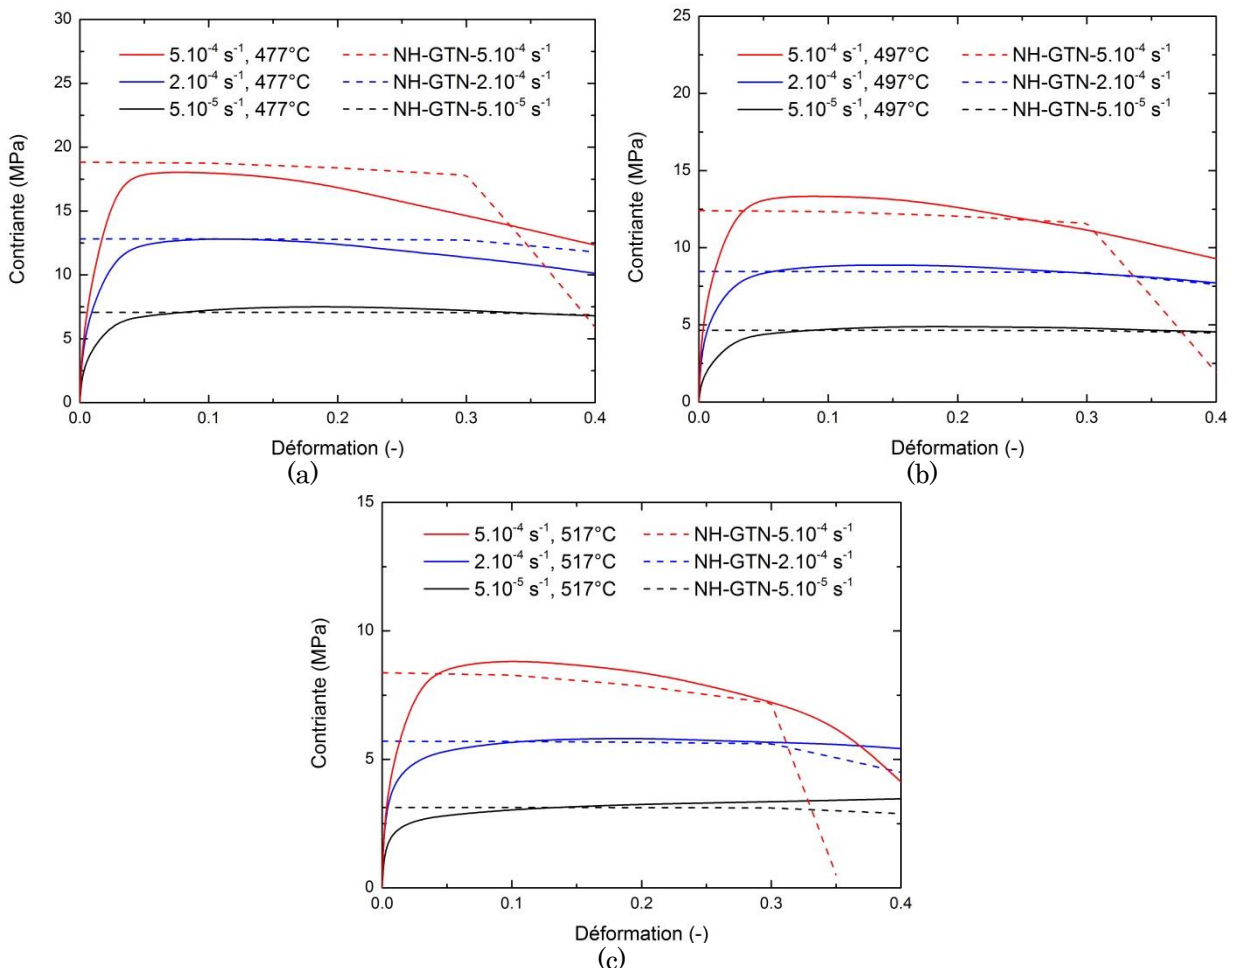 30
25
20
15
10
5
0
Contriante (MPa)
5.10⁻⁴ s⁻¹, 477°C NH-GTN-5.10⁻⁴ s⁻¹
2.10⁻⁴ s⁻¹, 477°C NH-GTN-2.10⁻⁴ s⁻¹
5.10⁻⁵ s⁻¹, 477°C NH-GTN-5.10⁻⁵ s⁻¹
0.0 0.1 0.2 0.3 0.4
Déformation (-)
(a)
25
20
15
10
5
0
Contriante (MPa)
5.10⁻⁴ s⁻¹, 497°C NH-GTN-5.10⁻⁴ s⁻¹
2.10⁻⁴ s⁻¹, 497°C NH-GTN-2.10⁻⁴ s⁻¹
5.10⁻⁵ s⁻¹, 497°C NH-GTN-5.10⁻⁵ s⁻¹
0.0 0.1 0.2 0.3 0.4
Déformation (-)
(b)
15
10
5
0
Contriante (MPa)
5.10⁻⁴ s⁻¹, 517°C NH-GTN-5.10⁻⁴ s⁻¹
2.10⁻⁴ s⁻¹, 517°C NH-GTN-2.10⁻⁴ s⁻¹
5.10⁻⁵ s⁻¹, 517°C NH-GTN-5.10⁻⁵ s⁻¹
0.0 0.1 0.2 0.3 0.4
Déformation (-)
(c)